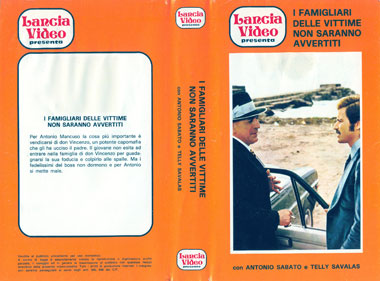 Lancia
Video
presenta
I FAMIGLIARI DELLE VITTIME
NON SARANNO AVVERTITI
Per Antonio Mancuso la cosa più importante è
vendicarsi di don Vincenzo, un potente capomafia
che gli ha ucciso il padre. Il giovane non esita ad
entrare nella famiglia di don Vincenzo per guada-
gnarsi la sua fiducia e colpirlo alle spalle. Ma i
fedelissimi del boss non dormono e per Antonio
si mette male.
Lancia
Video
presenta
I FAMIGLIARI DELLE VITTIME
NON SARANNO AVVERTITI
con ANTONIO SABATO e TELLY SAVALAS
Lancia
Video
presenta
Lancia
Video
presenta
I FAMIGLIARI
DELLE VITTIME
NON SARANNO
AVVERTITI
con ANTONIO SABATO e TELLY SAVALAS